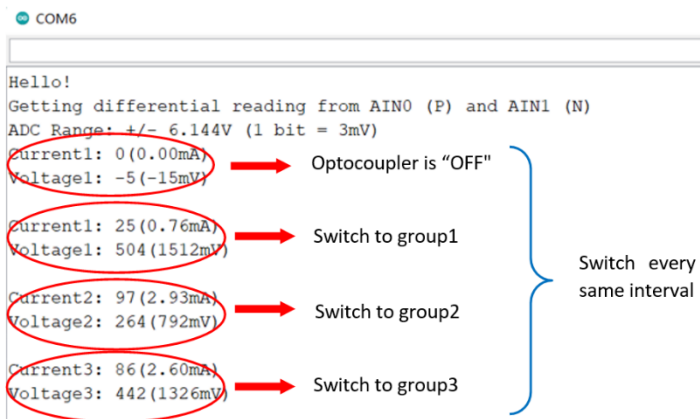 COM6
Hello!
Getting differential reading from AIN0 (P) and AIN1 (N)
ADC Range: +/- 6.144V (1 bit = 3mV)
Current1: 0(0.00mA)
Voltage1: -5(-15mV)
Optocoupler is “OFF"
Current1: 25(0.76mA)
Voltage1: 504(1512mV)
Switch to group1
Current2: 97(2.93mA)
Voltage2: 264(792mV)
Switch to group2
Current3: 86(2.60mA)
Voltage3: 442(1326mV)
Switch to group3
Switch every
same interval